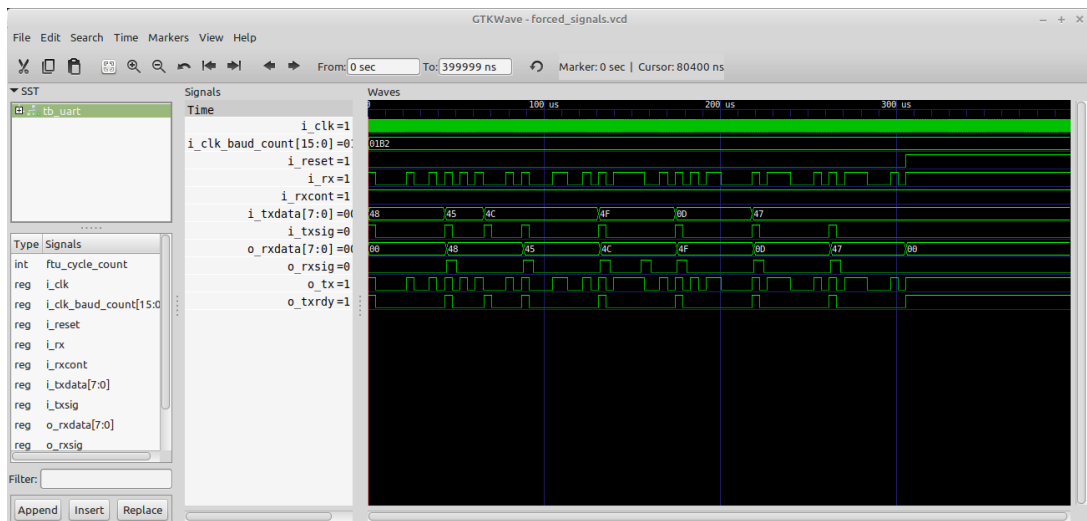 GTKWave - forced_signals.vcd
File Edit Search Time Markers View Help
From: 0 sec To: 399999 ns Marker: 0 sec | Cursor: 80400 ns
SST
tb_uart
Type Signals
int ftu_cycle_count
reg i_clk
reg i_clk_baud_count[15:0
reg i_reset
reg i_rx
reg i_rxcont
reg i_txdata[7:0]
reg i_txsig
reg o_rxdata[7:0]
reg o_rxsig
Filter:
Append Insert Replace
Signals
Time
i_clk=1
i_clk_baud_count[15:0]=01
i_reset=1
i_rx=1
i_rxcont=1
i_txdata[7:0]=00
i_txsig=0
o_rxdata[7:0]=00
o_rxsig=0
o_tx=1
o_txrdy=1
Waves
100 us 200 us 300 us
01B2
48 45 4C 4F 0D 47
00 48 45 4C 4F 0D 47 00